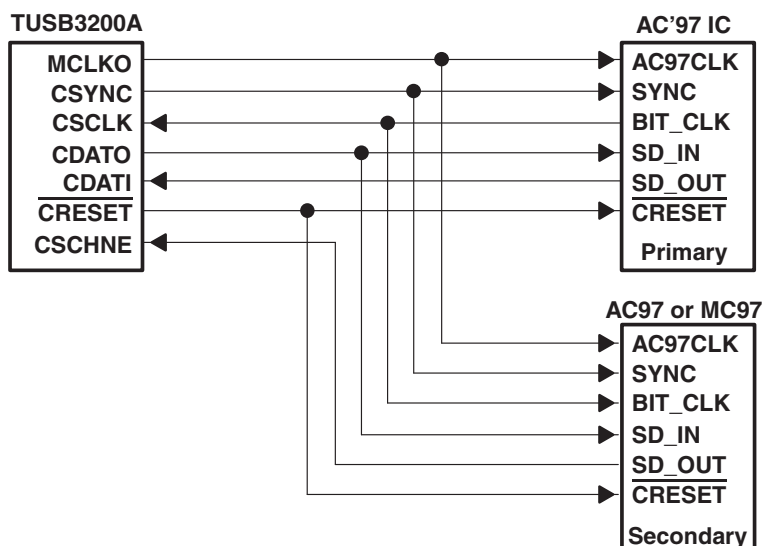 TUSB3200A
MCLKO
CSYNC
CSCLK
CDATO
CDATI
CRESET
CSCHNE
AC’97 IC
AC97CLK
SYNC
BIT_CLK
SD_IN
SD_OUT
CRESET
Primary
AC97 or MC97
AC97CLK
SYNC
BIT_CLK
SD_IN
SD_OUT
CRESET
Secondary